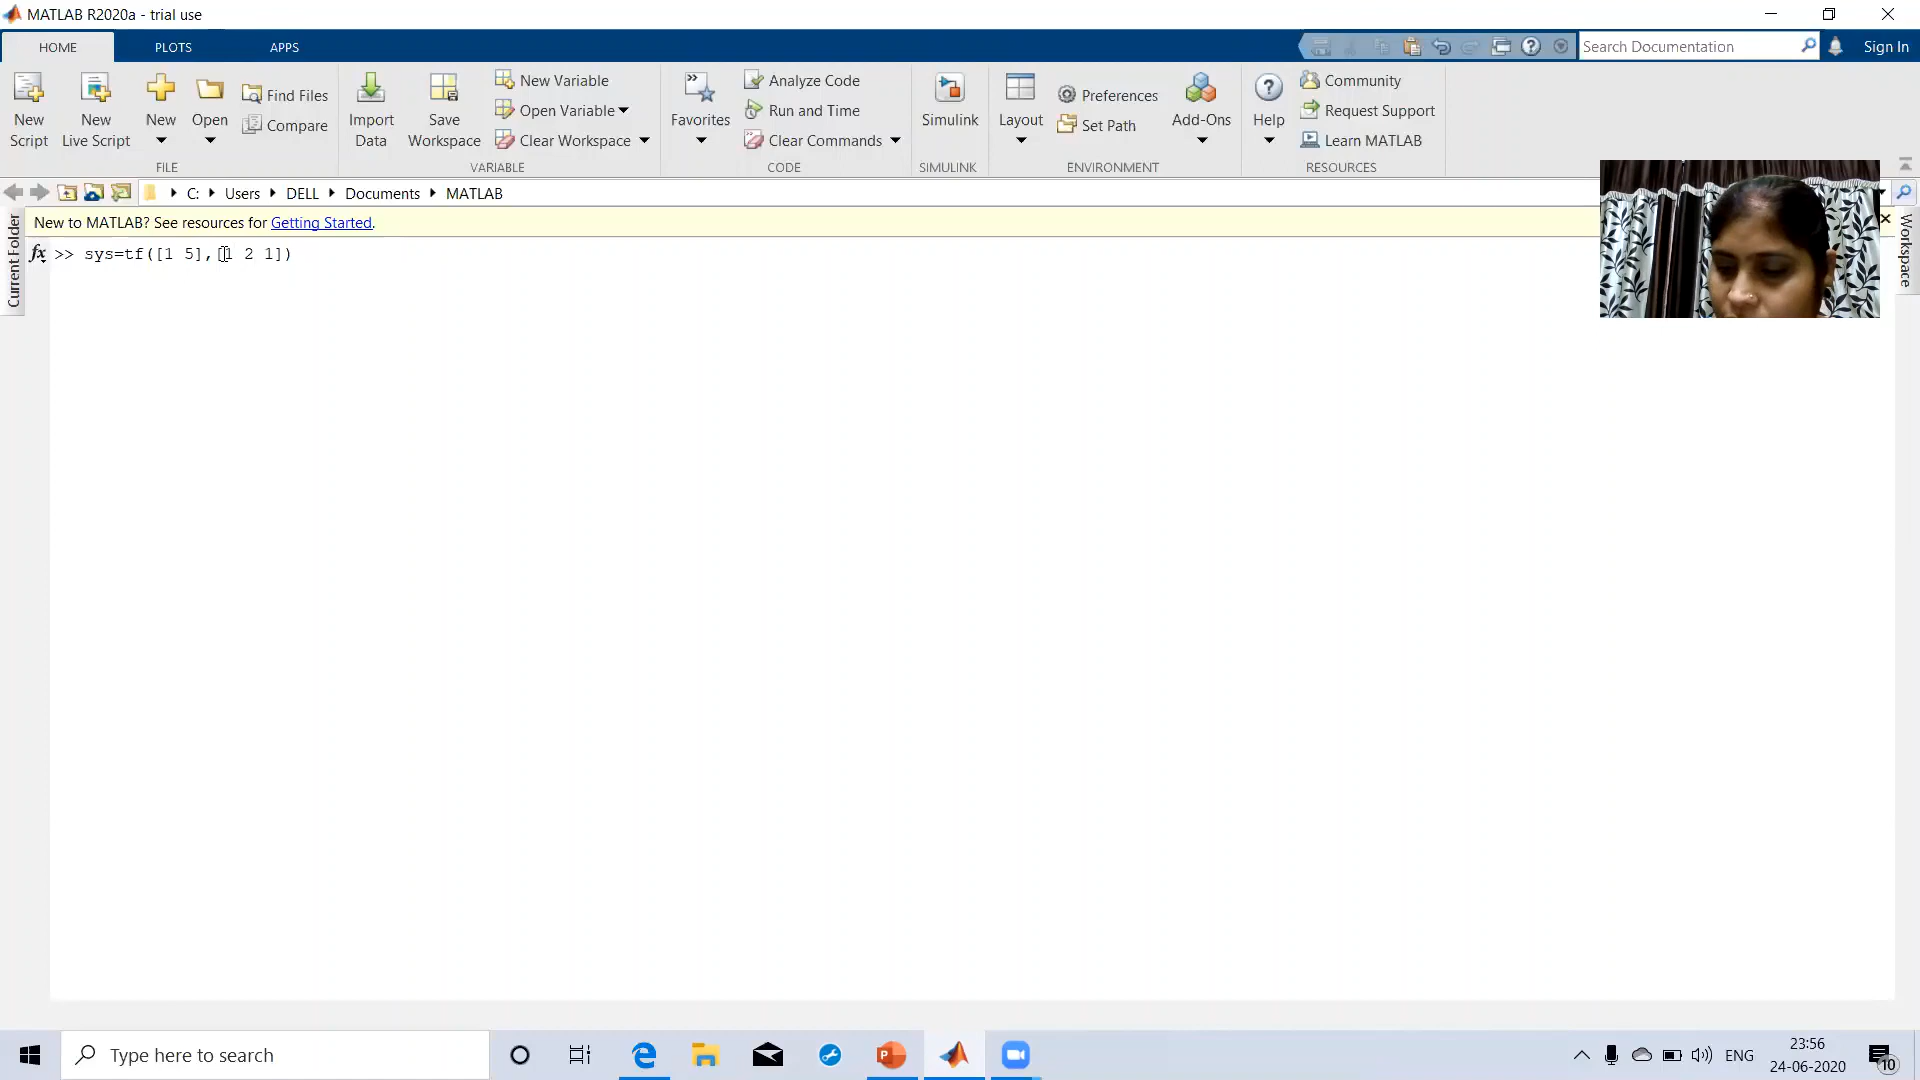 MATLAB R2020a - trial use
HOME PLOTS APPS
Search Documentation
Sign In
New Script
New Live Script
New
Open
Find Files
Compare
FILE
Import Data
Save Workspace
New Variable
Open Variable
Clear Workspace
VARIABLE
Favorites
Analyze Code
Run and Time
Clear Commands
CODE
Simulink
SIMULINK
Layout
Preferences
Set Path
Add-Ons
ENVIRONMENT
Help
Community
Request Support
Learn MATLAB
RESOURCES
C: Users DELL Documents MATLAB
New to MATLAB? See resources for Getting Started.
Current Folder
Workspace
fx >> sys=tf([1 5],[1 2 1])
Type here to search
ENG
23:56
24-06-2020
10